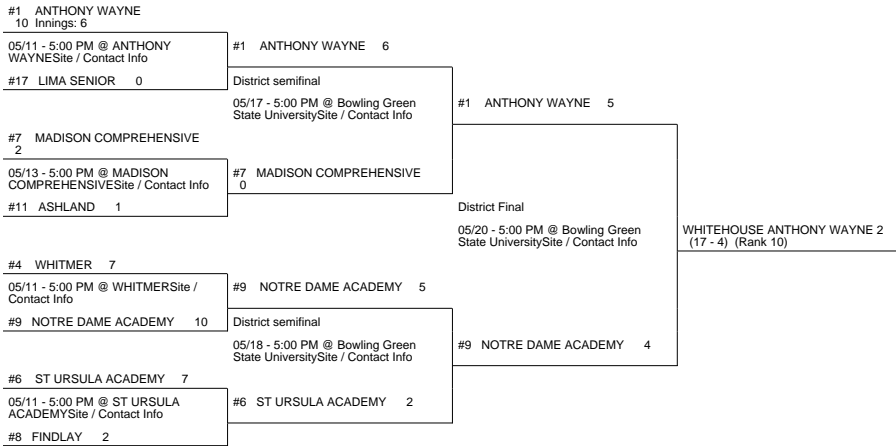 #1 ANTHONY WAYNE
10 Innings: 6
05/11 - 5:00 PM @ ANTHONY
WAYNESite / Contact Info
#17 LIMA SENIOR 0
#7 MADISON COMPREHENSIVE
2
05/13 - 5:00 PM @ MADISON
COMPREHENSIVESite / Contact Info
#11 ASHLAND 1
#4 WHITMER 7
05/11 - 5:00 PM @ WHITMERSite /
Contact Info
#9 NOTRE DAME ACADEMY 10
#6 ST URSULA ACADEMY 7
05/11 - 5:00 PM @ ST URSULA
ACADEMYSite / Contact Info
#8 FINDLAY 2
#1 ANTHONY WAYNE 6
District semifinal
05/17 - 5:00 PM @ Bowling Green
State UniversitySite / Contact Info
#7 MADISON COMPREHENSIVE
0
#9 NOTRE DAME ACADEMY 5
District semifinal
05/18 - 5:00 PM @ Bowling Green
State UniversitySite / Contact Info
#6 ST URSULA ACADEMY 2
#1 ANTHONY WAYNE 5
District Final
05/20 - 5:00 PM @ Bowling Green
State UniversitySite / Contact Info
#9 NOTRE DAME ACADEMY 4
WHITEHOUSE ANTHONY WAYNE 2
(17 - 4) (Rank 10)